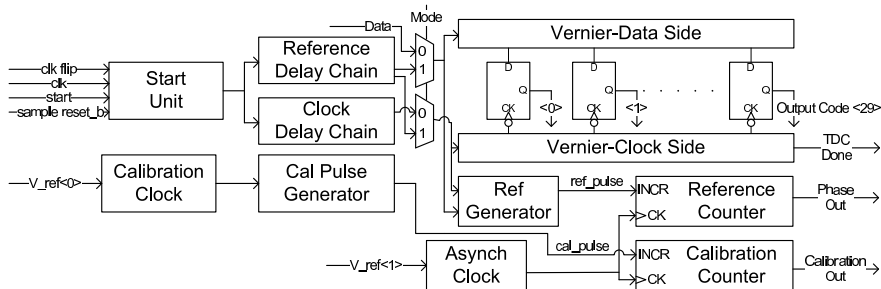 Data
Mode
clk flip
clk
start
sample reset_b
Start
Unit
Reference
Delay Chain
Clock
Delay Chain
0
1
0
1
Vernier-Data Side
D
Q
CK
<0>
D
Q
CK
<1>
. . . . . .
D
Q
CK
Output Code <29>
Vernier-Clock Side
TDC
Done
V_ref<0>
Calibration
Clock
Cal Pulse
Generator
Ref
Generator
ref_pulse
INCR
CK
Reference
Counter
Phase
Out
V_ref<1>
Asynch
Clock
cal_pulse
INCR
CK
Calibration
Counter
Calibration
Out